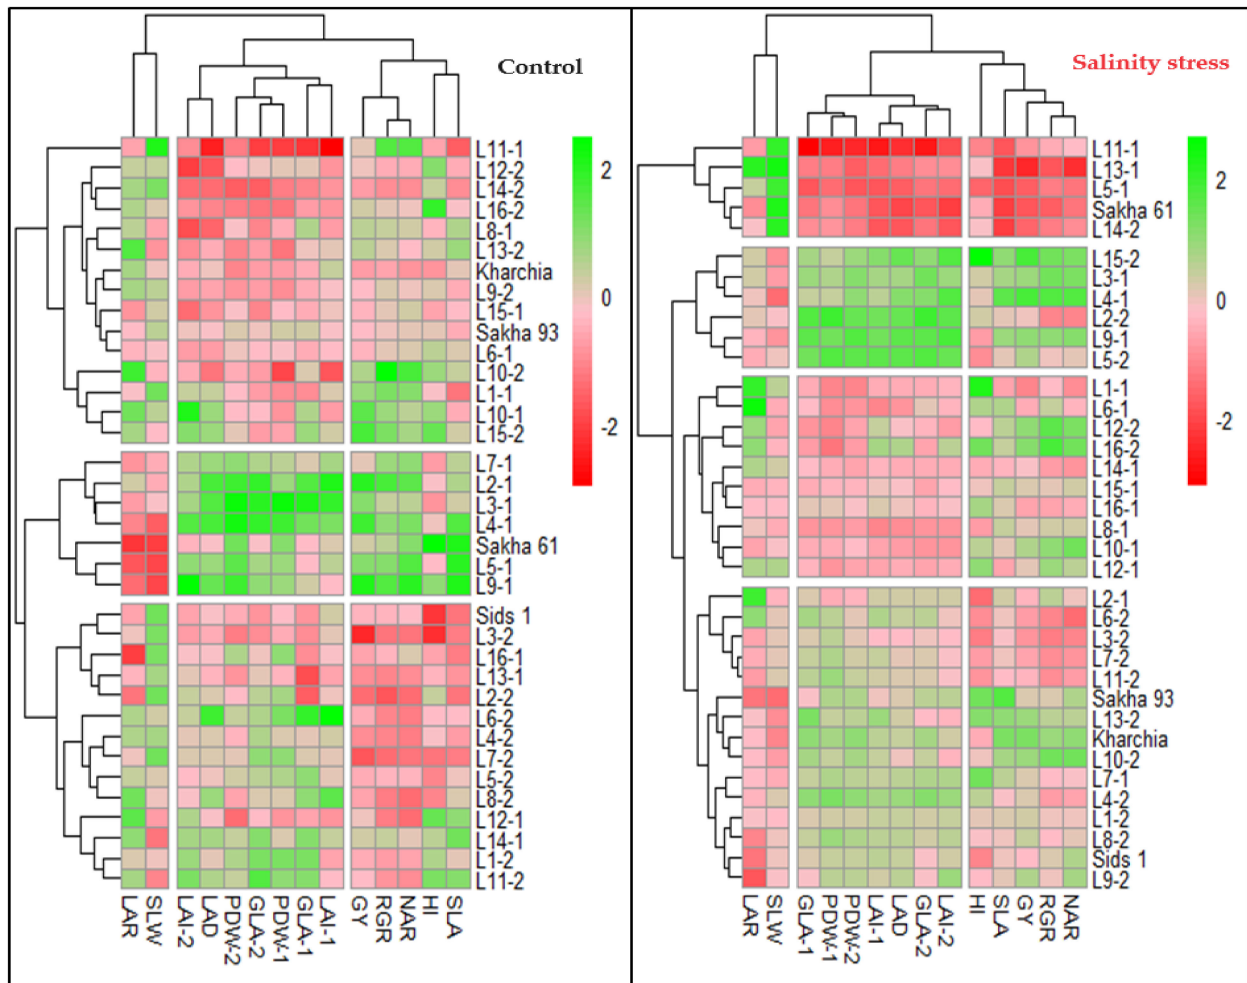 Control
L11-1
L12-2
L14-2
L16-2
L8-1
L13-2
Kharchia
L9-2
L15-1
Sakha 93
L6-1
L10-2
L1-1
L10-1
L15-2
L7-1
L2-1
L3-1
L4-1
Sakha 61
L5-1
L9-1
Sids 1
L3-2
L16-1
L13-1
L2-2
L6-2
L4-2
L7-2
L5-2
L8-2
L12-1
L14-1
L1-2
L11-2
LAR
SLW
LAI-2
LAD
PDW-2
GLA-2
PDW-1
GLA-1
LAI-1
GY
RGR
NAR
HI
SLA
2
0
-2
Salinity stress
L11-1
L13-1
L5-1
Sakha 61
L14-2
L15-2
L3-1
L4-1
L2-2
L9-1
L5-2
L1-1
L6-1
L12-2
L16-2
L14-1
L15-1
L16-1
L8-1
L10-1
L12-1
L2-1
L6-2
L3-2
L7-2
L11-2
Sakha 93
L13-2
Kharchia
L10-2
L7-1
L4-2
L1-2
L8-2
Sids 1
L9-2
LAR
SLW
GLA-1
PDW-1
PDW-2
LAI-1
LAD
GLA-2
LAI-2
HI
SLA
GY
RGR
NAR
2
0
-2